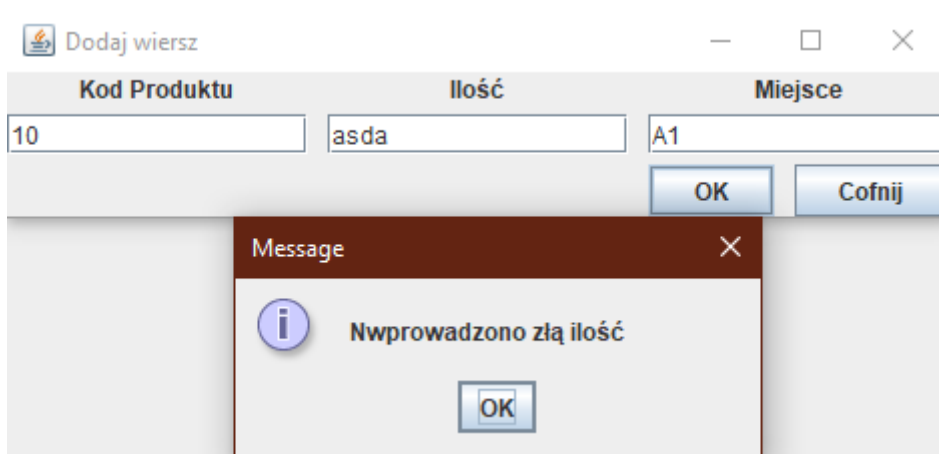 Dodaj wiersz
Kod Produktu Ilość Miejsce
10 asda A1
OK Cofnij
Message
Nwprowadzono złą ilość
OK